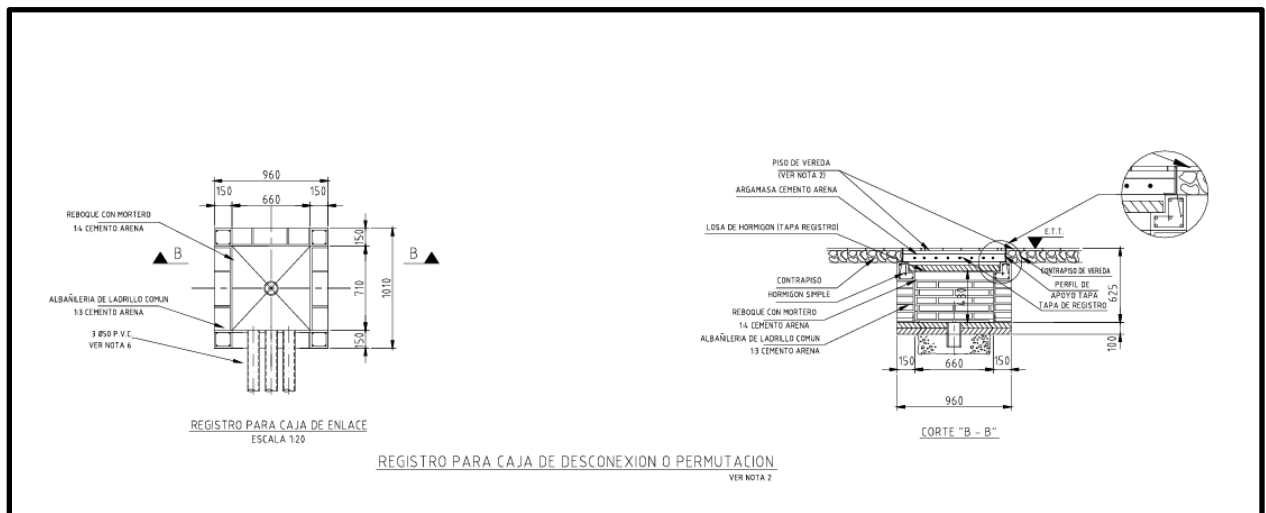 960
150
660
150
REBOQUE CON MORTERO
1:4 CEMENTO ARENA
150
B
B
710
1010
ALBAÑILERIA DE LADRILLO COMUN
1:3 CEMENTO ARENA
3 Ø50 P.V.C.
VER NOTA 6
150
REGISTRO PARA CAJA DE ENLACE
ESCALA 1:20
PISO DE VEREDA
(VER NOTA 2)
ARGAMASA CEMENTO ARENA
LOSA DE HORMIGON (TAPA REGISTRO)
E.T.T.
CONTRAPISO
HORMIGON SIMPLE
CONTRAPISO DE VEREDA
PERFIL DE
APOYO TAPA
TAPA DE REGISTRO
REBOQUE CON MORTERO
1:4 CEMENTO ARENA
ALBAÑILERIA DE LADRILLO COMUN
1:3 CEMENTO ARENA
430
625
100
150
660
150
960
CORTE "B - B"
REGISTRO PARA CAJA DE DESCONEXION O PERMUTACION
VER NOTA 2